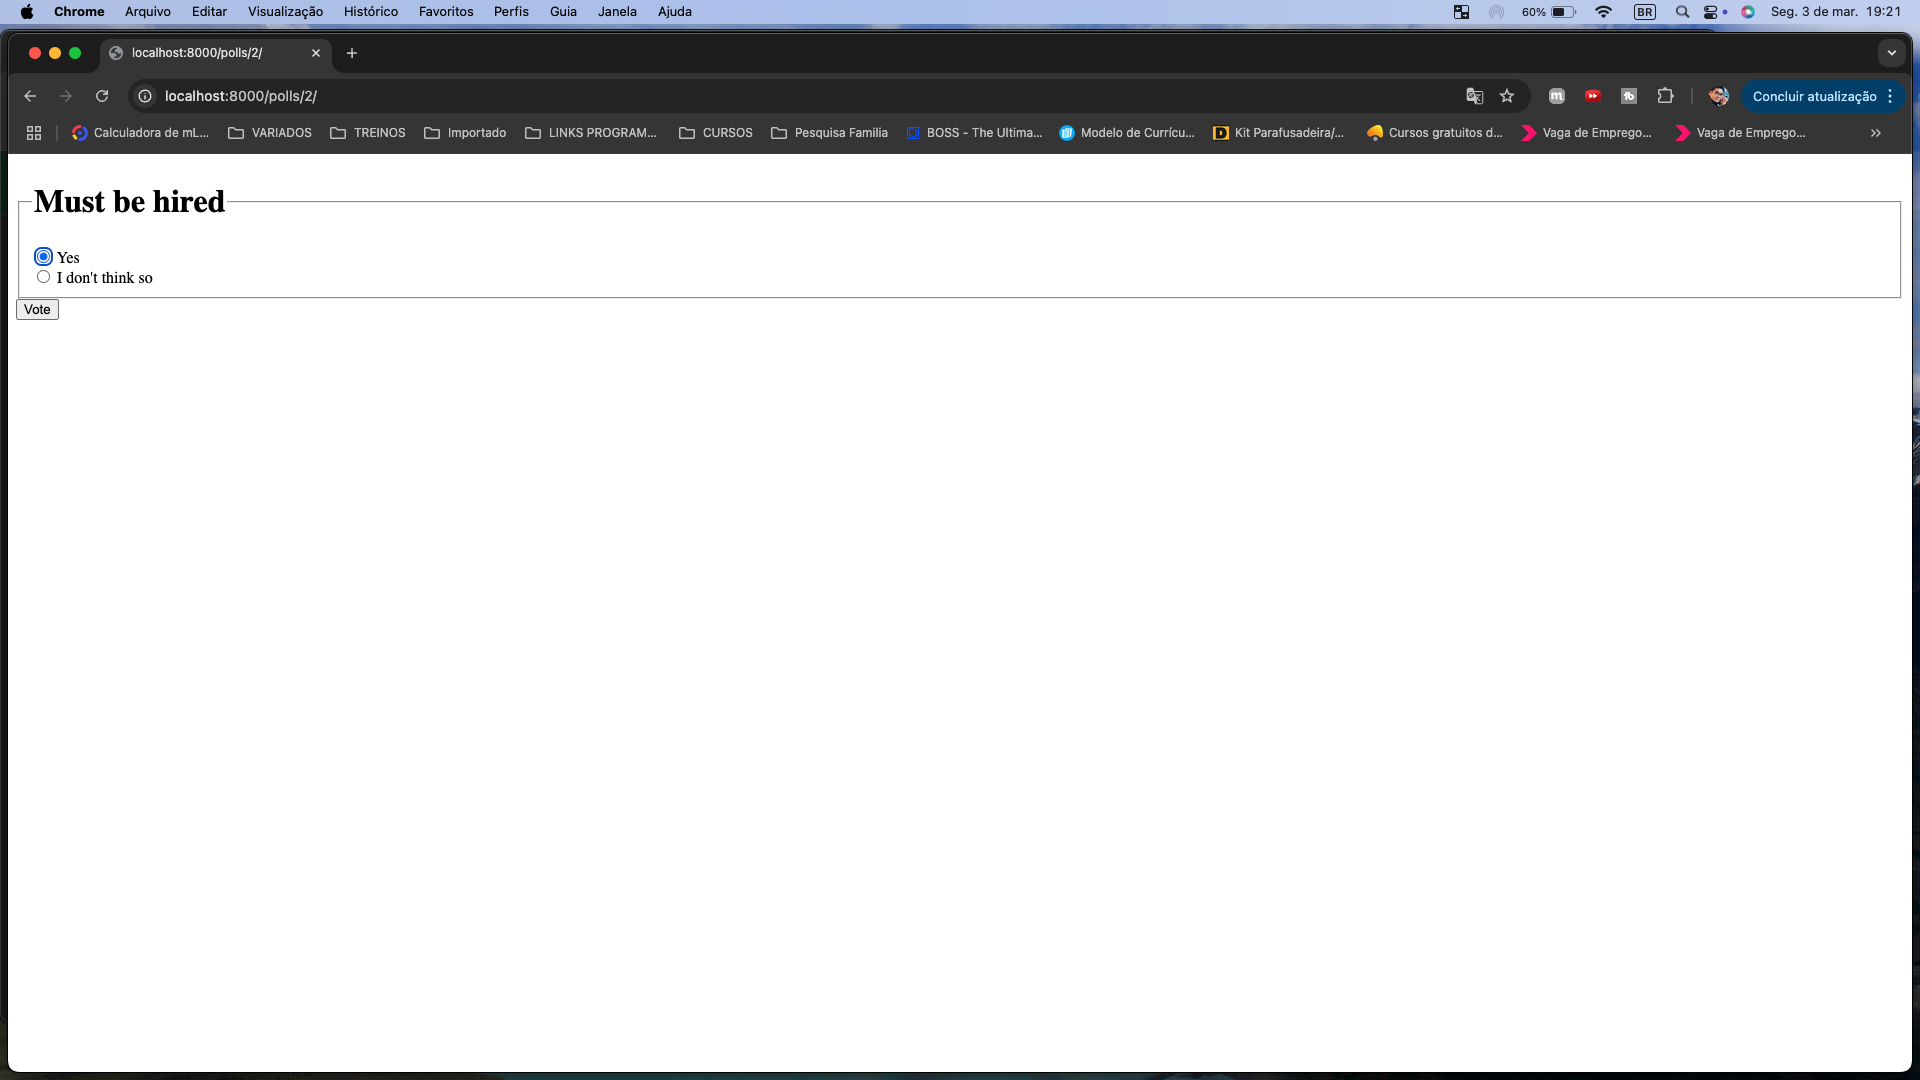 Chrome Arquivo Editar Visualização Histórico Favoritos Perfis Guia Janela Ajuda 60% BR Seg. 3 de mar. 19:21
localhost:8000/polls/2/
localhost:8000/polls/2/ Concluir atualização
Calculadora de mL... VARIADOS TREINOS Importado LINKS PROGRAM... CURSOS Pesquisa Familia BOSS - The Ultima... Modelo de Currícu... Kit Parafusadeira/... Cursos gratuitos d... Vaga de Emprego... Vaga de Emprego...
Must be hired
Yes
I don't think so
Vote